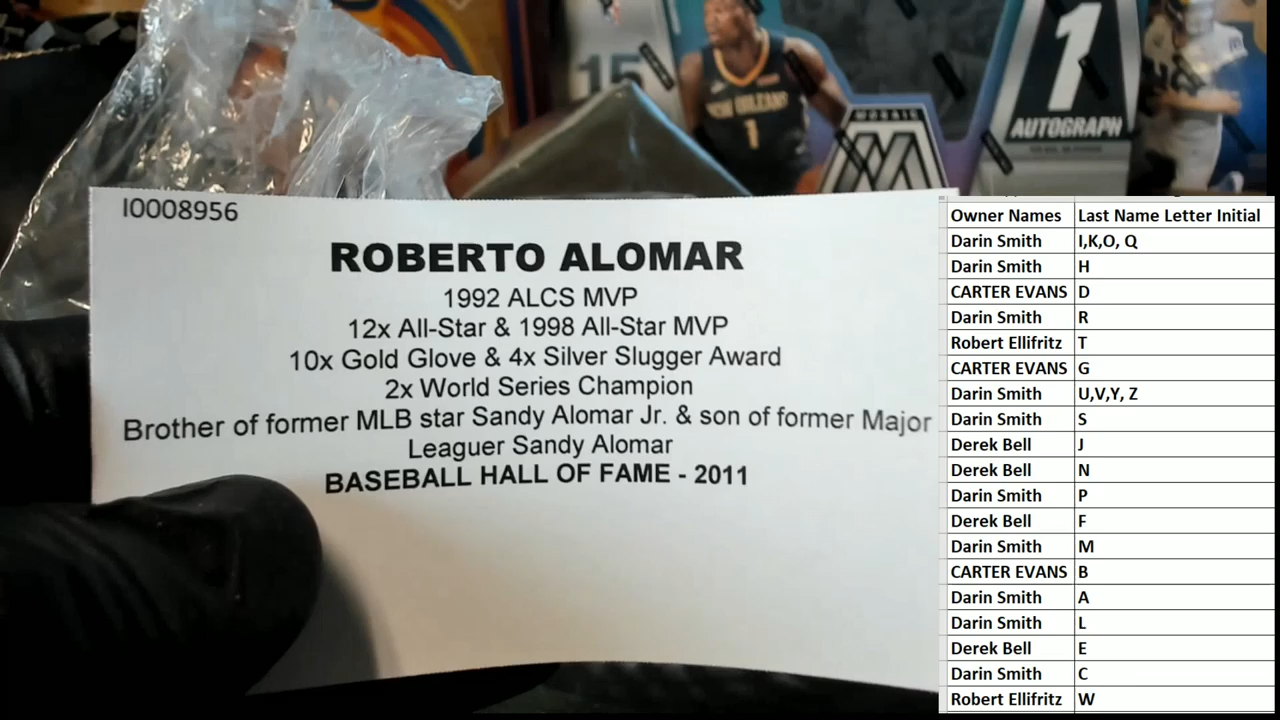 15
NEW ORLEANS
1
MOSAIC
1
AUTOGRAPH
I0008956
ROBERTO ALOMAR
1992 ALCS MVP
12x All-Star & 1998 All-Star MVP
10x Gold Glove & 4x Silver Slugger Award
2x World Series Champion
Brother of former MLB star Sandy Alomar Jr. & son of former Major
Leaguer Sandy Alomar
BASEBALL HALL OF FAME - 2011
Owner Names Last Name Letter Initial
Darin Smith I,K,O, Q
Darin Smith H
CARTER EVANS D
Darin Smith R
Robert Ellifritz T
CARTER EVANS G
Darin Smith U,V,Y, Z
Darin Smith S
Derek Bell J
Derek Bell N
Darin Smith P
Derek Bell F
Darin Smith M
CARTER EVANS B
Darin Smith A
Darin Smith L
Derek Bell E
Darin Smith C
Robert Ellifritz W